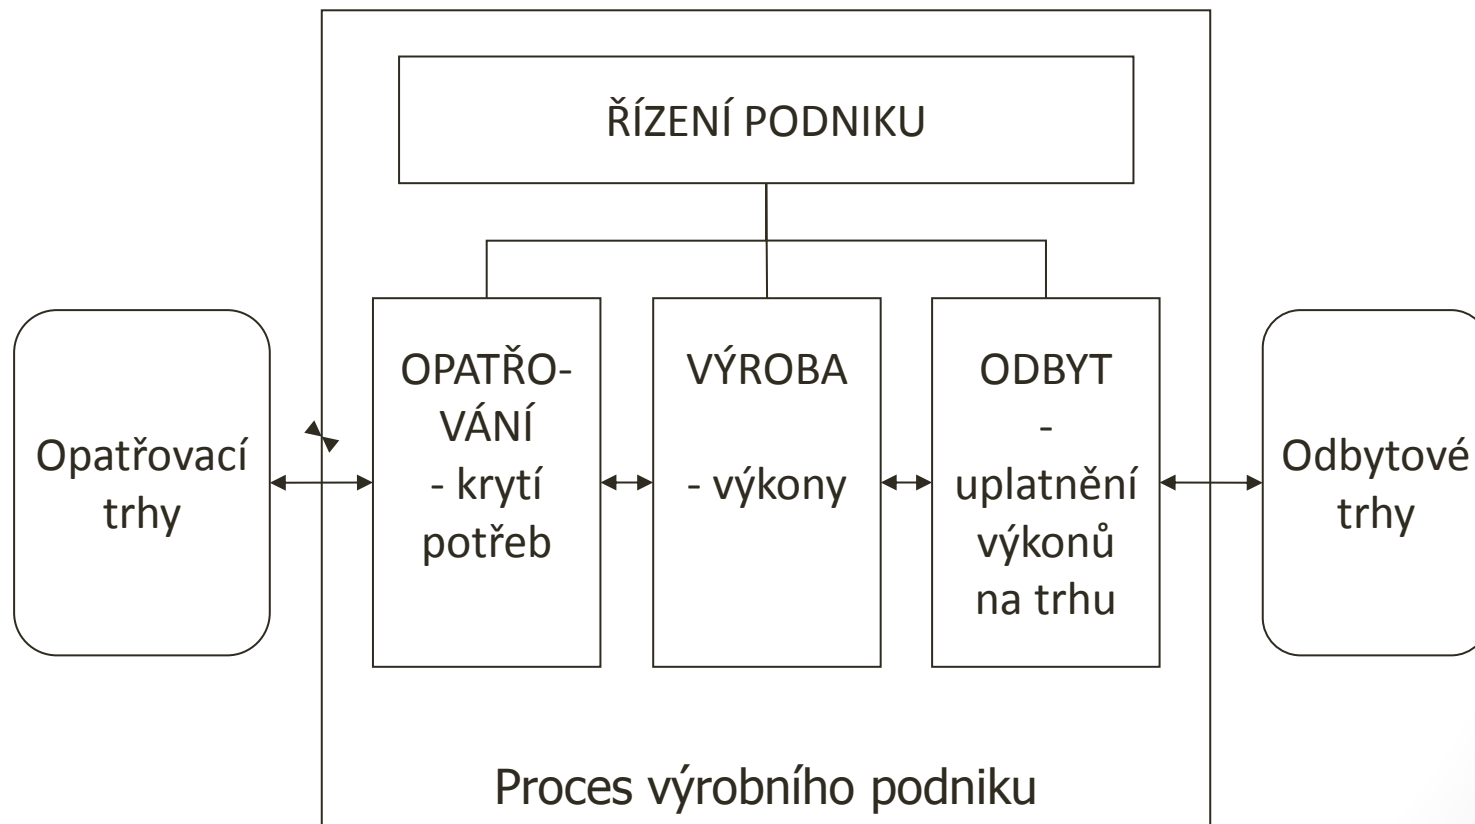 ŘÍZENÍ PODNIKU
Opatřovací
trhy
OPATŘO-
VÁNÍ
- krytí
potřeb
VÝROBA
- výkony
ODBYT
-
uplatnění
výkonů
na trhu
Odbytové
trhy
Proces výrobního podniku